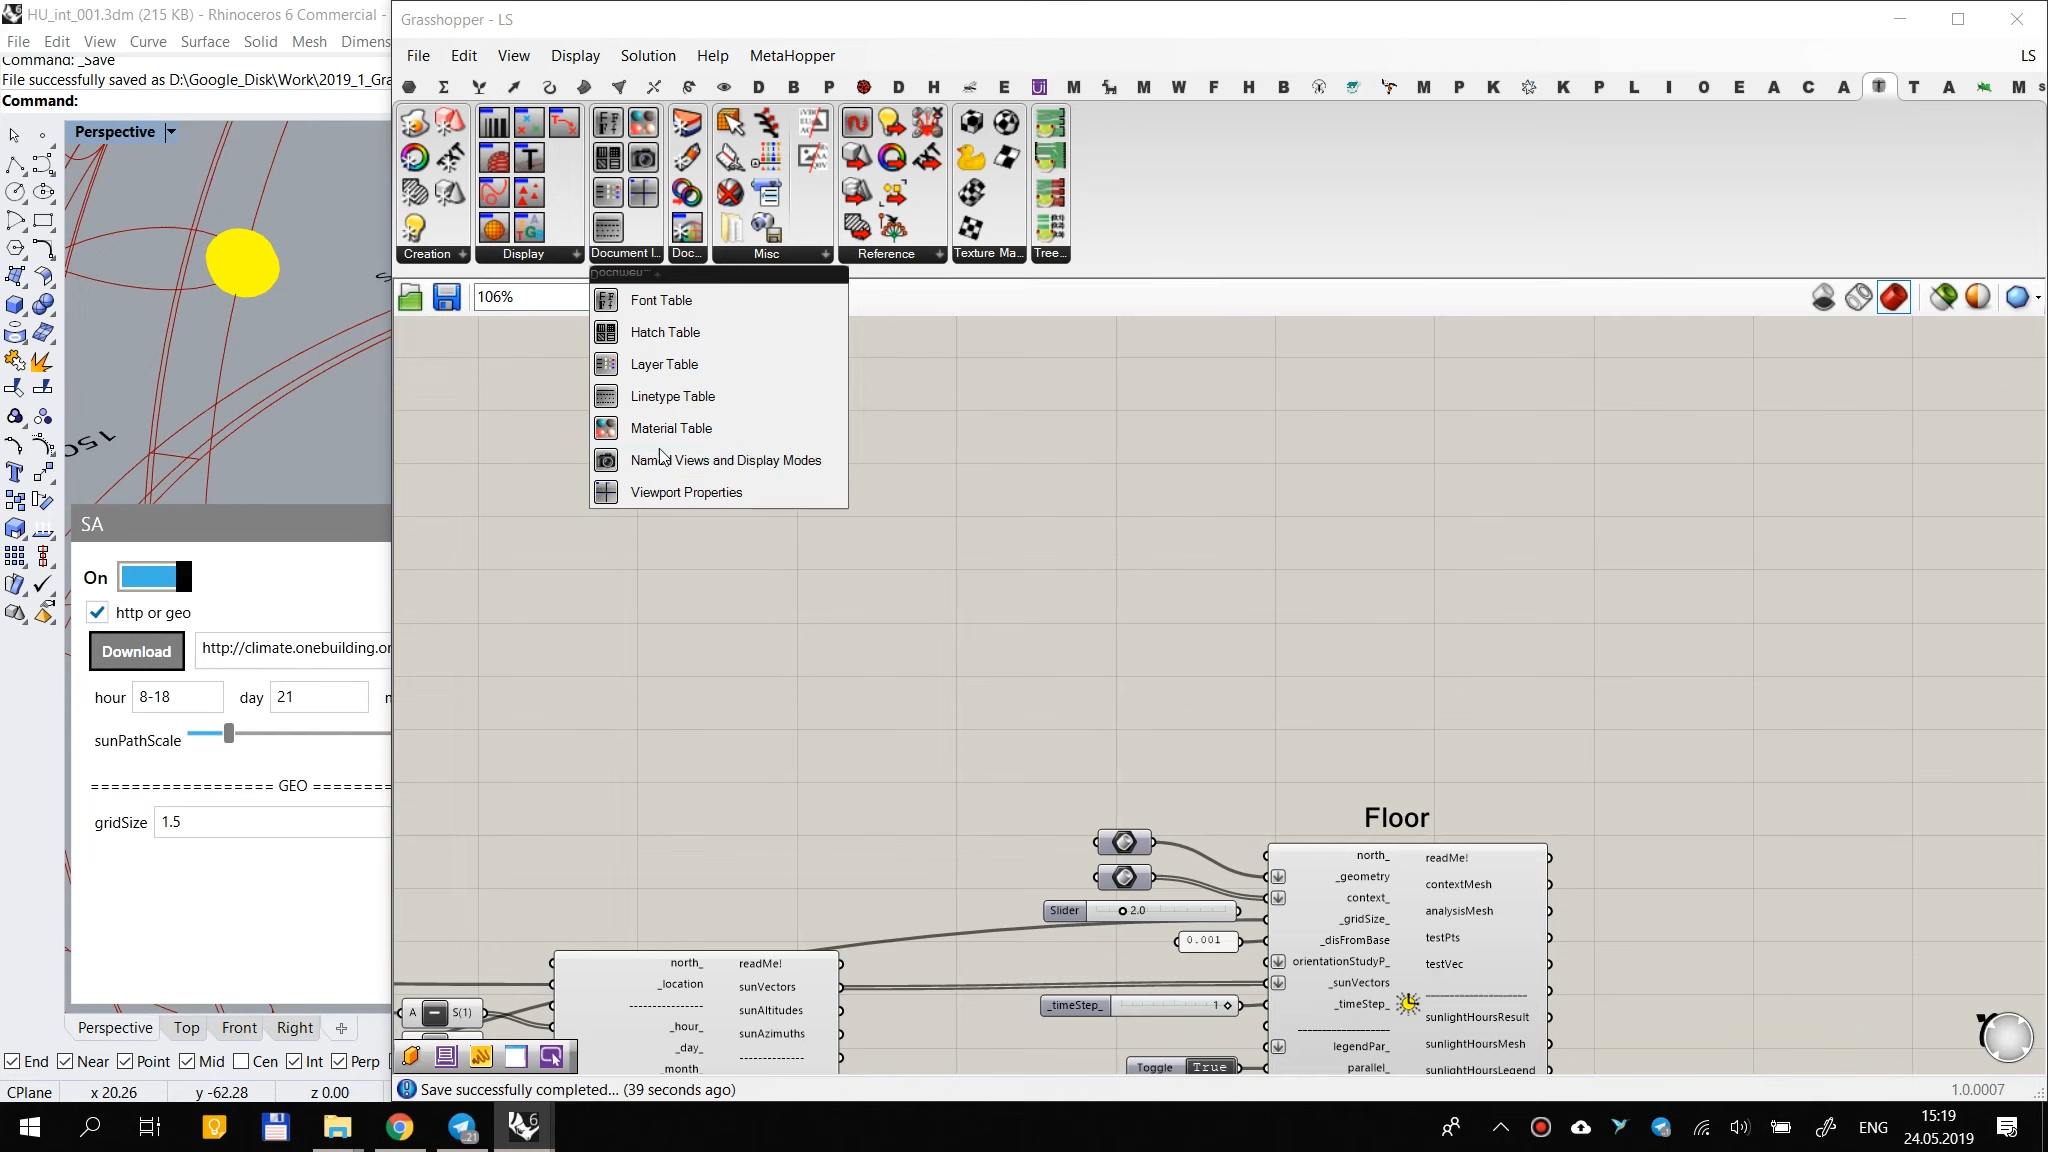 HU_int_001.3dm (215 KB) - Rhinoceros 6 Commercial -
File Edit View Curve Surface Solid Mesh Dimens
Command: _Save
File successfully saved as D:\Google_Disk\Work\2019_1_Gra
Command:
Perspective
150
SA
On
http or geo
Download http://climate.onebuilding.or
hour 8-18 day 21
sunPathScale
================== GEO =========
gridSize 1.5
Perspective Top Front Right
End Near Point Mid Cen Int Perp
CPlane x 20.26 y -62.28 z 0.00
Grasshopper - LS
File Edit View Display Solution Help MetaHopper LS
D B P D H E M M W F H B M P K K P L I O E A C A T A M s
Creation Display Document I... Doc... Misc Reference Texture Ma... Tree...
106%
Font Table
Hatch Table
Layer Table
Linetype Table
Material Table
Named Views and Display Modes
Viewport Properties
Floor
north_ readMe!
_geometry contextMesh
context_ analysisMesh
Slider 2.0
_gridSize_ testPts
0.001
_disFromBase testVec
orientationStudyP_
_sunVectors
_timeStep_ 1
_timeStep_ sunlightHoursResult
legendPar_ sunlightHoursMesh
Toggle True
parallel_ sunlightHoursLegend
north_ readMe!
_location sunVectors
sunAltitudes
_hour_ sunAzimuths
_day_
_month_
A S(1)
Save successfully completed... (39 seconds ago)
1.0.0007
21
6
ENG
15:19
24.05.2019